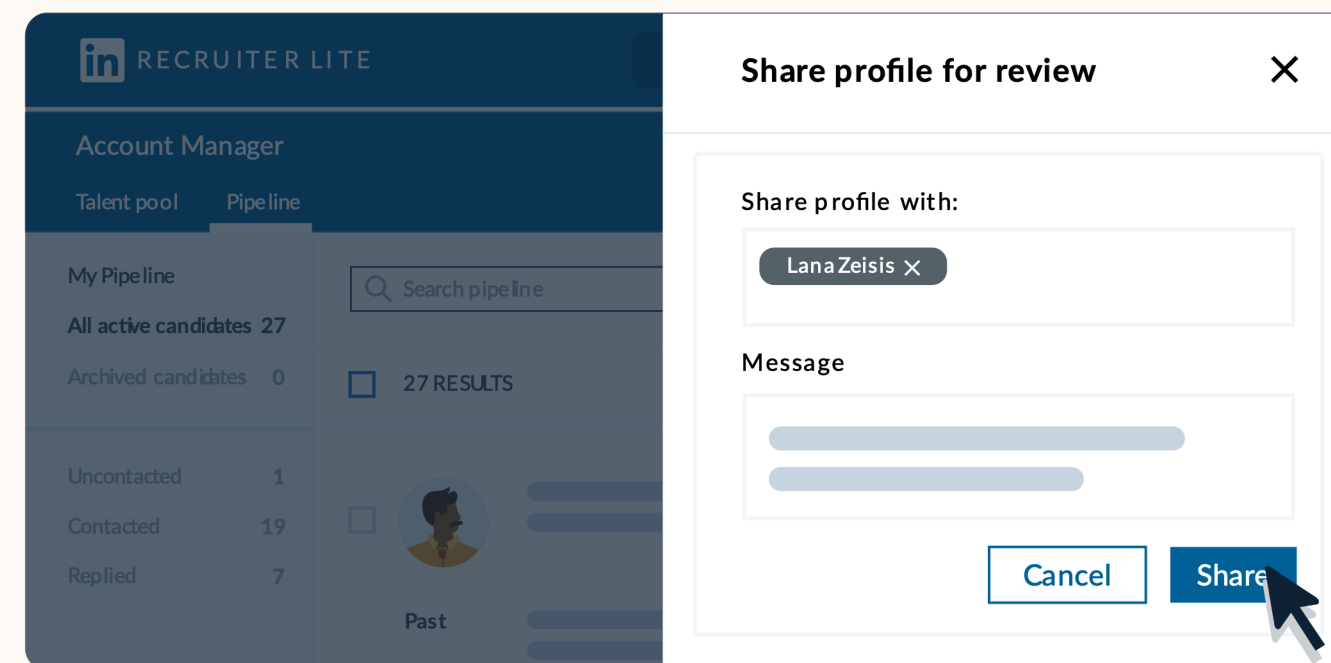 in RECRUITER LITE
Account Manager
Talent pool Pipeline
My Pipeline
All active candidates 27
Archived candidates 0
Uncontacted 1
Contacted 19
Replied 7
Search pipeline
27 RESULTS
Past
Share profile for review
Share profile with:
Lana Zeisis
Message
Cancel
Share